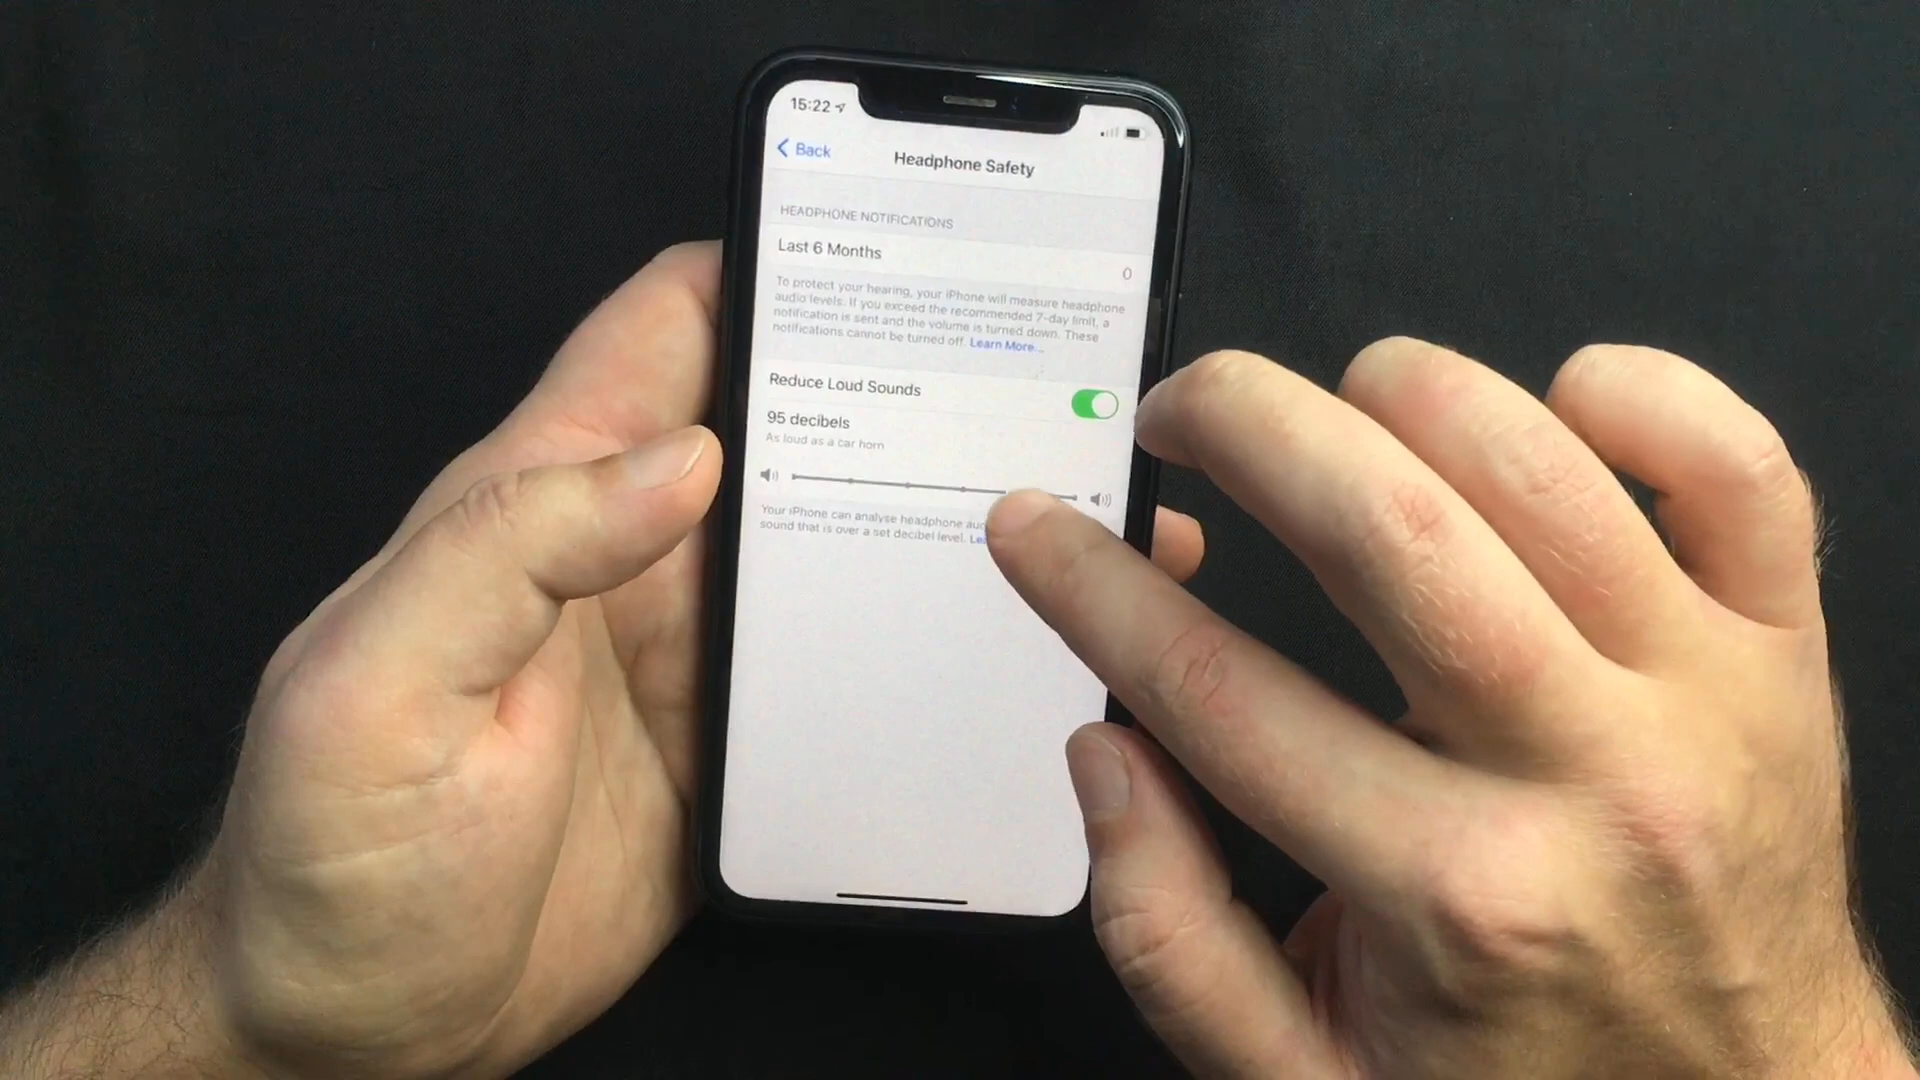 15:22
Back
Headphone Safety
HEADPHONE NOTIFICATIONS
Last 6 Months
0
To protect your hearing, your iPhone will measure headphone
audio levels. If you exceed the recommended 7-day limit, a
notification is sent and the volume is turned down. These
notifications cannot be turned off. Learn More...
Reduce Loud Sounds
95 decibels
As loud as a car horn
Your iPhone can analyse headphone
sound that is over a set decibel level.